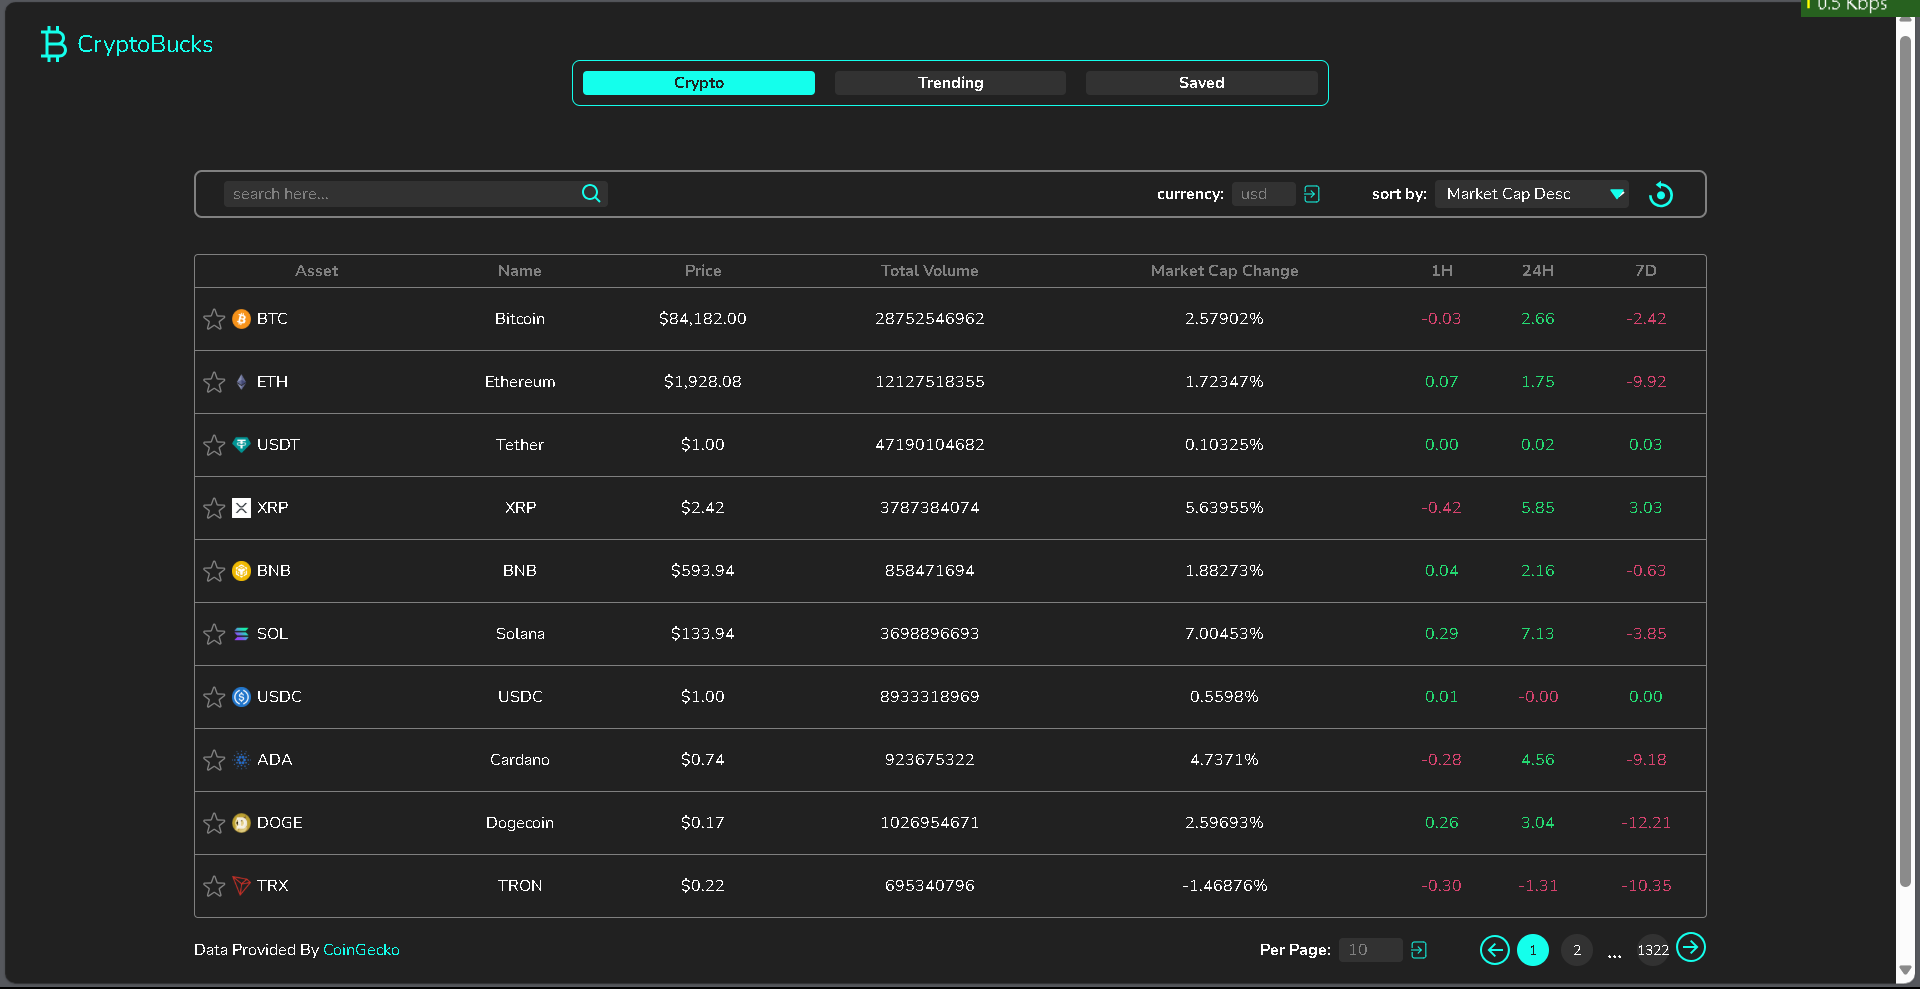 0.5 Kbps
CryptoBucks
Crypto Trending Saved
search here... currency: usd sort by: Market Cap Desc
Asset Name Price Total Volume Market Cap Change 1H 24H 7D
BTC Bitcoin $84,182.00 28752546962 2.57902% -0.03 2.66 -2.42
ETH Ethereum $1,928.08 12127518355 1.72347% 0.07 1.75 -9.92
USDT Tether $1.00 47190104682 0.10325% 0.00 0.02 0.03
XRP XRP $2.42 3787384074 5.63955% -0.42 5.85 3.03
BNB BNB $593.94 858471694 1.88273% 0.04 2.16 -0.63
SOL Solana $133.94 3698896693 7.00453% 0.29 7.13 -3.85
USDC USDC $1.00 8933318969 0.5598% 0.01 -0.00 0.00
ADA Cardano $0.74 923675322 4.7371% -0.28 4.56 -9.18
DOGE Dogecoin $0.17 1026954671 2.59693% 0.26 3.04 -12.21
TRX TRON $0.22 695340796 -1.46876% -0.30 -1.31 -10.35
Data Provided By CoinGecko Per Page: 10 1 2 ... 1322